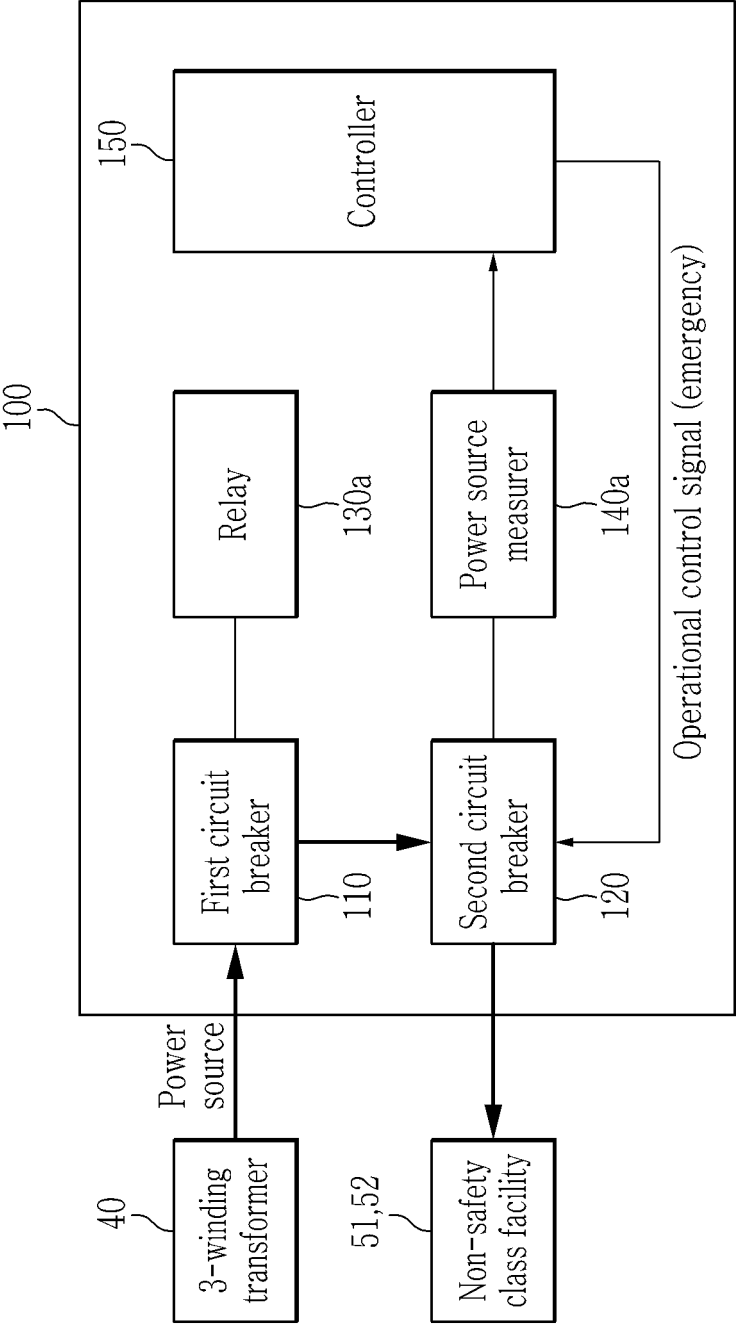 100
40
3-winding
transformer
Power
source
First circuit
breaker
110
Relay
130a
150
Controller
51,52
Non-safety
class facility
Second circuit
breaker
120
Power source
measurer
140a
Operational control signal (emergency)